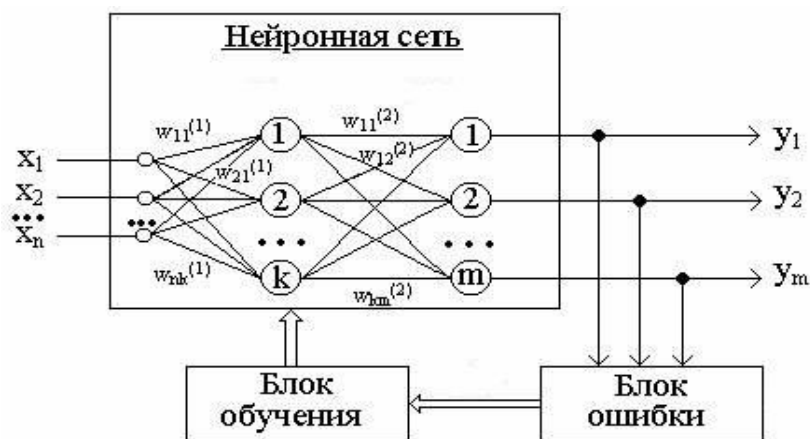 Нейронная сеть
w₁₁⁽¹⁾
w₁₁⁽²⁾
1
1
y₁
x₁
w₂₁⁽¹⁾
w₁₂⁽²⁾
x₂
2
2
y₂
•••
...
• • •
• • • •
xₙ
wₙₖ⁽¹⁾
k
wₖₘ⁽²⁾
m
yₘ
Блок
обучения
Блок
ошибки